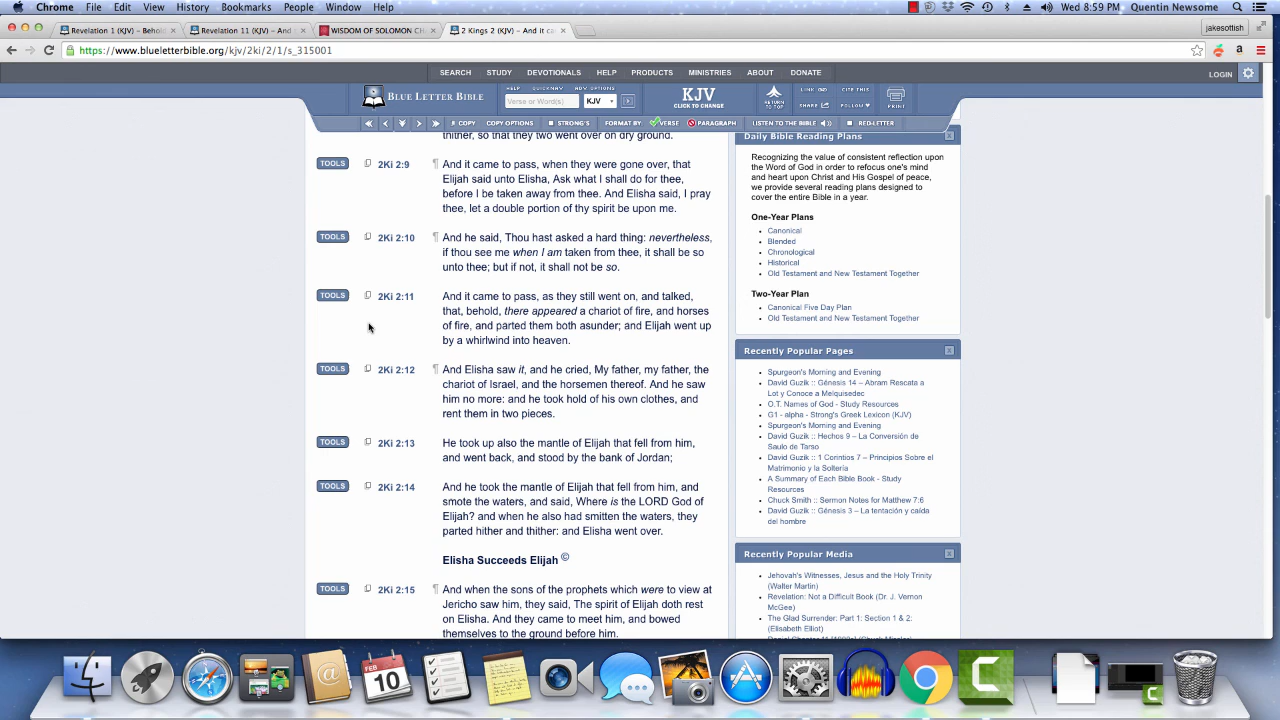 Chrome File Edit View History Bookmarks People Window Help Wed 8:59 PM Quentin Newsome
Revelation 1 (KJV) - Behol Revelation 11 (KJV) - And WISDOM OF SOLOMON CH 2 Kings 2 (KJV) – And it ca jakesottish
https://www.blueletterbible.org/kjv/2ki/2/1/s_315001
SEARCH STUDY DEVOTIONALS HELP PRODUCTS MINISTRIES ABOUT DONATE LOGIN
BLUE LETTER BIBLE
HELP QUICKNAV ADV OPTIONS
Verse or Word(s) KJV
KJV
CLICK TO CHANGE
RETURN TO TOP
LINK CITE THIS
SHARE FOLLOW
PRINT
COPY COPY OPTIONS STRONG'S FORMAT BY VERSE PARAGRAPH LISTEN TO THE BIBLE RED-LETTER
thither, so that they two went over on dry ground.
TOOLS 2Ki 2:9 ¶ And it came to pass, when they were gone over, that
Elijah said unto Elisha, Ask what I shall do for thee,
before I be taken away from thee. And Elisha said, I pray
thee, let a double portion of thy spirit be upon me.
TOOLS 2Ki 2:10 ¶ And he said, Thou hast asked a hard thing: nevertheless,
if thou see me when I am taken from thee, it shall be so
unto thee; but if not, it shall not be so.
TOOLS 2Ki 2:11 And it came to pass, as they still went on, and talked,
that, behold, there appeared a chariot of fire, and horses
of fire, and parted them both asunder; and Elijah went up
by a whirlwind into heaven.
TOOLS 2Ki 2:12 ¶ And Elisha saw it, and he cried, My father, my father, the
chariot of Israel, and the horsemen thereof. And he saw
him no more: and he took hold of his own clothes, and
rent them in two pieces.
TOOLS 2Ki 2:13 He took up also the mantle of Elijah that fell from him,
and went back, and stood by the bank of Jordan;
TOOLS 2Ki 2:14 And he took the mantle of Elijah that fell from him, and
smote the waters, and said, Where is the LORD God of
Elijah? and when he also had smitten the waters, they
parted hither and thither: and Elisha went over.
Elisha Succeeds Elijah ©
TOOLS 2Ki 2:15 ¶ And when the sons of the prophets which were to view at
Jericho saw him, they said, The spirit of Elijah doth rest
on Elisha. And they came to meet him, and bowed
themselves to the ground before him.
Daily Bible Reading Plans
Recognizing the value of consistent reflection upon
the Word of God in order to refocus one's mind
and heart upon Christ and His Gospel of peace,
we provide several reading plans designed to
cover the entire Bible in a year.
One-Year Plans
Canonical
Blended
Chronological
Historical
Old Testament and New Testament Together
Two-Year Plan
Canonical Five Day Plan
Old Testament and New Testament Together
Recently Popular Pages
Spurgeon's Morning and Evening
David Guzik :: Génesis 14 – Abram Rescata a
Lot y Conoce a Melquisedec
O.T. Names of God - Study Resources
G1 - alpha - Strong's Greek Lexicon (KJV)
Spurgeon's Morning and Evening
David Guzik :: Hechos 9 – La Conversión de
Saulo de Tarso
David Guzik :: 1 Corintios 7 – Principios Sobre el
Matrimonio y la Soltería
A Summary of Each Bible Book - Study
Resources
Chuck Smith :: Sermon Notes for Matthew 7:6
David Guzik :: Génesis 3 – La tentación y caída
del hombre
Recently Popular Media
Jehovah's Witnesses, Jesus and the Holy Trinity
(Walter Martin)
Revelation: Not a Difficult Book (Dr. J. Vernon
McGee)
The Glad Surrender: Part 1: Section 1 & 2:
(Elisabeth Elliot)
FEB
10